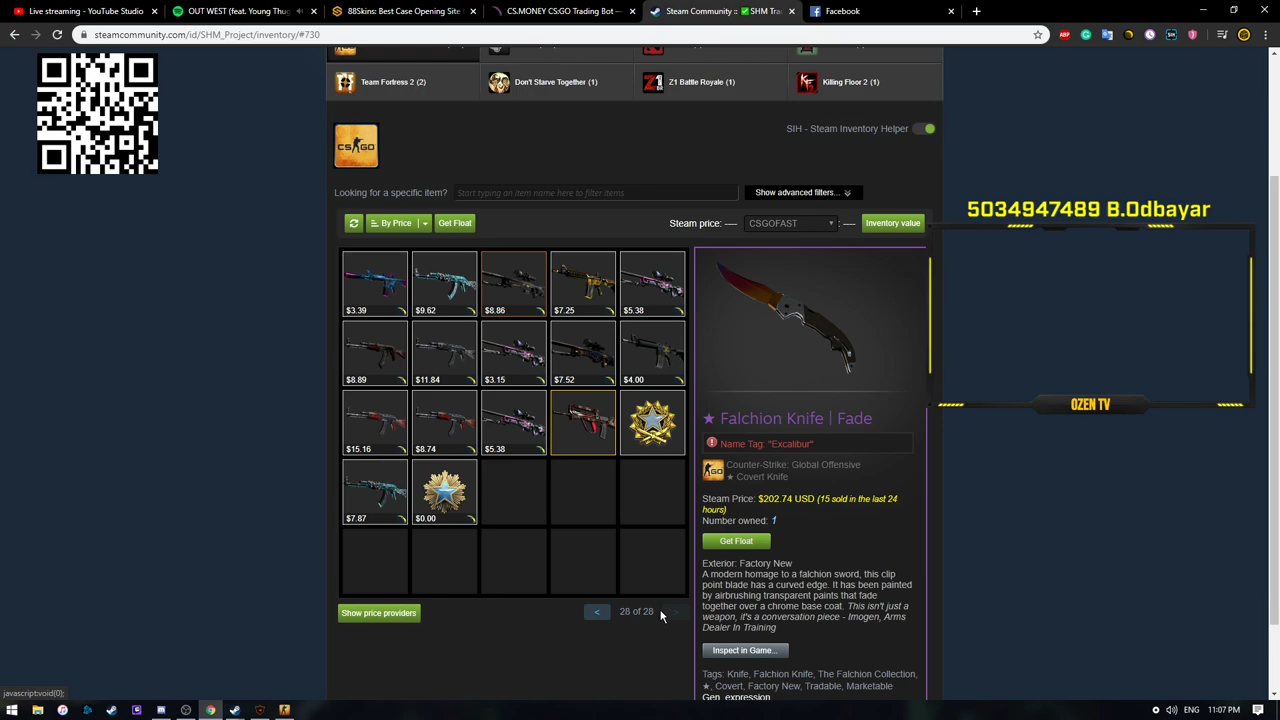 Live streaming - YouTube Studio
OUT WEST (feat. Young Thug
88Skins: Best Case Opening Site
CS.MONEY CS:GO Trading Bot —
Steam Community :: ✅ SHM Tra
Facebook
steamcommunity.com/id/SHM_Project/inventory/#730
Team Fortress 2 (2)
Don't Starve Together (1)
Z1 Battle Royale (1)
Killing Floor 2 (1)
SIH - Steam Inventory Helper
CS GO
Looking for a specific item?
Start typing an item name here to filter items
Show advanced filters...
By Price
Get Float
Steam price: ----
CSGOFAST
: ----
Inventory value
5034947489 B.Odbayar
$3.39
$9.62
$8.86
$7.25
$5.38
$8.89
$11.84
$3.15
$7.52
$4.00
$15.16
$8.74
$5.38
$7.87
$0.00
OZEN TV
★ Falchion Knife | Fade
Name Tag: "Excalibur"
Counter-Strike: Global Offensive
★ Covert Knife
Steam Price: $202.74 USD (15 sold in the last 24
hours)
Number owned: 1
Get Float
Exterior: Factory New
A modern homage to a falchion sword, this clip
point blade has a curved edge. It has been painted
by airbrushing transparent paints that fade
together over a chrome base coat. This isn't just a
weapon, it's a conversation piece - Imogen, Arms
Dealer In Training
Show price providers
<
28 of 28
>
Inspect in Game...
Tags: Knife, Falchion Knife, The Falchion Collection,
★, Covert, Factory New, Tradable, Marketable
Gen. expression
javascript:void(0);
ENG
11:07 PM